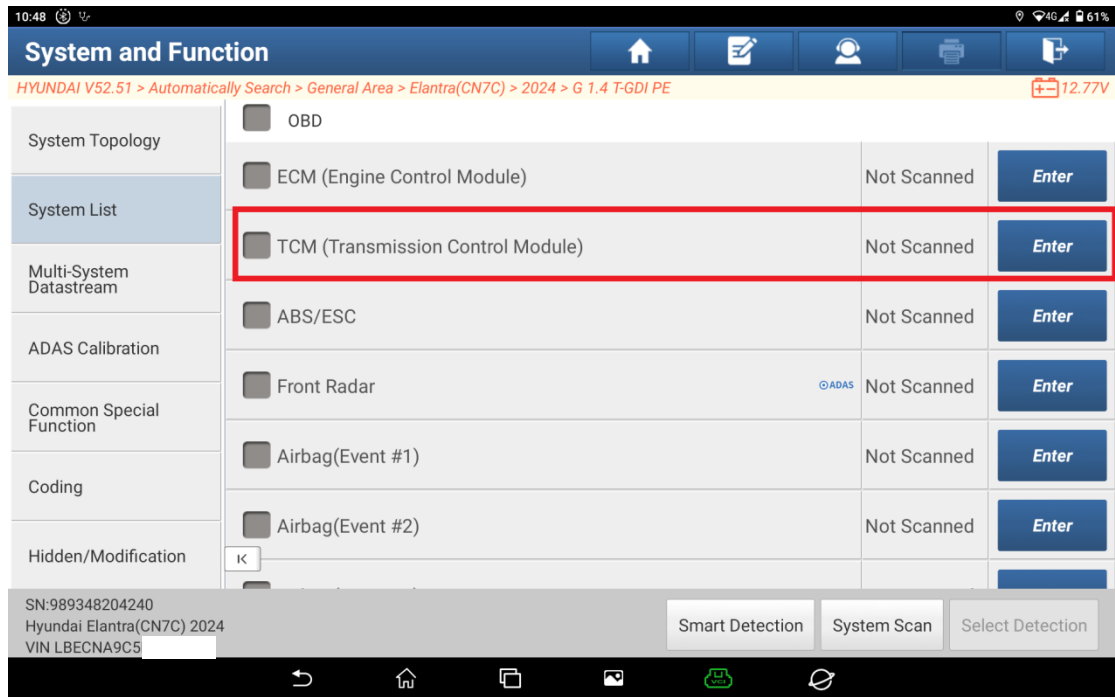 10:48
4G 61%
System and Function
HYUNDAI V52.51 > Automatically Search > General Area > Elantra(CN7C) > 2024 > G 1.4 T-GDI PE
12.77V
System Topology
System List
Multi-System
Datastream
ADAS Calibration
Common Special
Function
Coding
Hidden/Modification
OBD
ECM (Engine Control Module) Not Scanned Enter
TCM (Transmission Control Module) Not Scanned Enter
ABS/ESC Not Scanned Enter
Front Radar ADAS Not Scanned Enter
Airbag(Event #1) Not Scanned Enter
Airbag(Event #2) Not Scanned Enter
SN:989348204240
Hyundai Elantra(CN7C) 2024
VIN LBECNA9C5
Smart Detection
System Scan
Select Detection
VCI